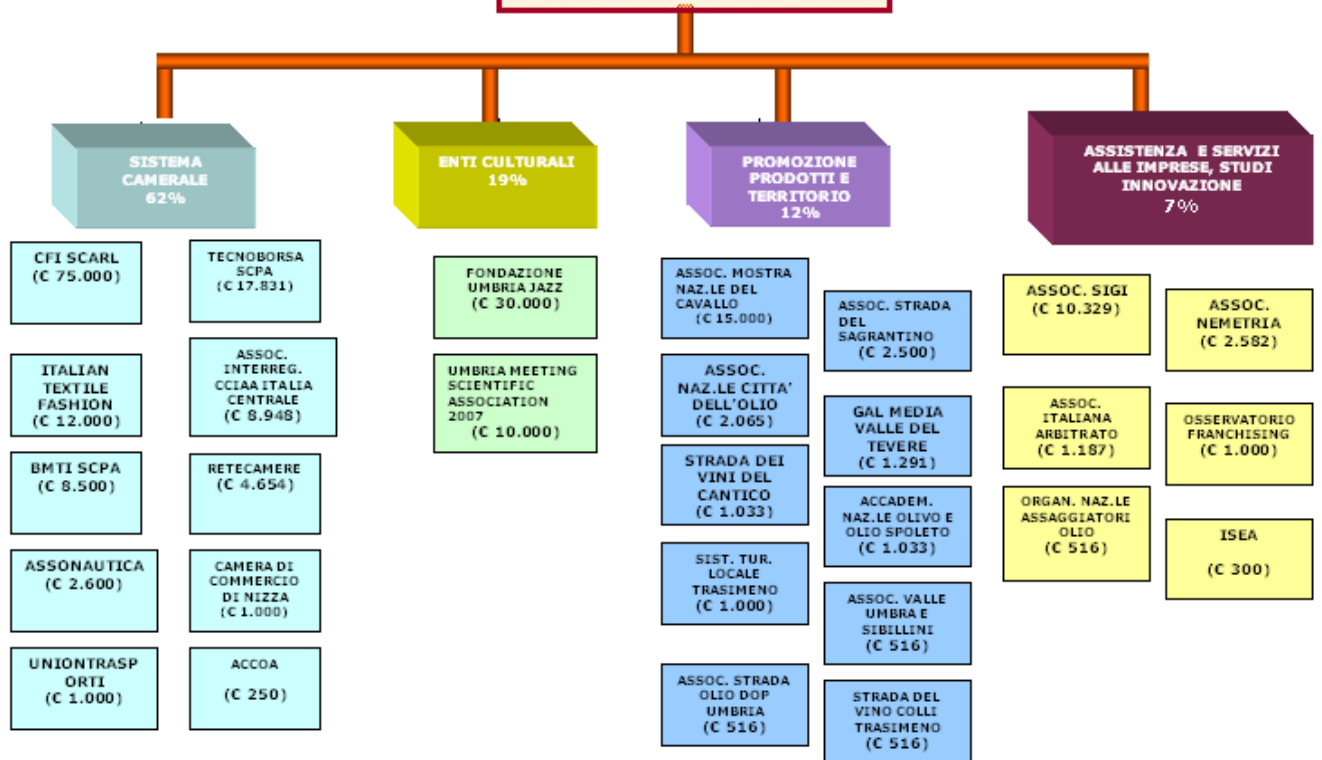 SISTEMA
CAMERALE
62%
ENTI CULTURALI
19%
PROMOZIONE
PRODOTTI E
TERRITORIO
12%
ASSISTENZA E SERVIZI
ALLE IMPRESE, STUDI
INNOVAZIONE
7%
CFI SCARL
(€ 75.000)
TECNOBORSA
SCPA
(€ 17.831)
ITALIAN
TEXTILE
FASHION
(€ 12.000)
ASSOC.
INTERREG.
CCIAA ITALIA
CENTRALE
(€ 8.948)
BMTI SCPA
(€ 8.500)
RETECAMERE
(€ 4.654)
ASSONAUTICA
(€ 2.600)
CAMERA DI
COMMERCIO
DI NIZZA
(€ 1.000)
UNIONTRASP
ORTI
(€ 1.000)
ACCOA
(€ 250)
FONDAZIONE
UMBRIA JAZZ
(€ 30.000)
UMBRIA MEETING
SCIENTIFIC
ASSOCIATION
2007
(€ 10.000)
ASSOC. MOSTRA
NAZ.LE DEL
CAVALLO
(€ 15.000)
ASSOC. STRADA
DEL
SAGRANTINO
(€ 2.500)
ASSOC.
NAZ.LE CITTA'
DELL'OLIO
(€ 2.065)
GAL MEDIA
VALLE DEL
TEVERE
(€ 1.291)
STRADA DEI
VINI DEL
CANTICO
(€ 1.033)
ACCADEM.
NAZ.LE OLIVO E
OLIO SPOLETO
(€ 1.033)
SIST. TUR.
LOCALE
TRASIMENO
(€ 1.000)
ASSOC. VALLE
UMBRA E
SIBILLINI
(€ 516)
ASSOC. STRADA
OLIO DOP
UMBRIA
(€ 516)
STRADA DEL
VINO COLLI
TRASIMENO
(€ 516)
ASSOC. SIGI
(€ 10.329)
ASSOC.
NEMETRIA
(€ 2.582)
ASSOC.
ITALIANA
ARBITRATO
(€ 1.187)
OSSERVATORIO
FRANCHISING
(€ 1.000)
ORGAN. NAZ.LE
ASSAGGIATORI
OLIO
(€ 516)
ISEA
(€ 300)